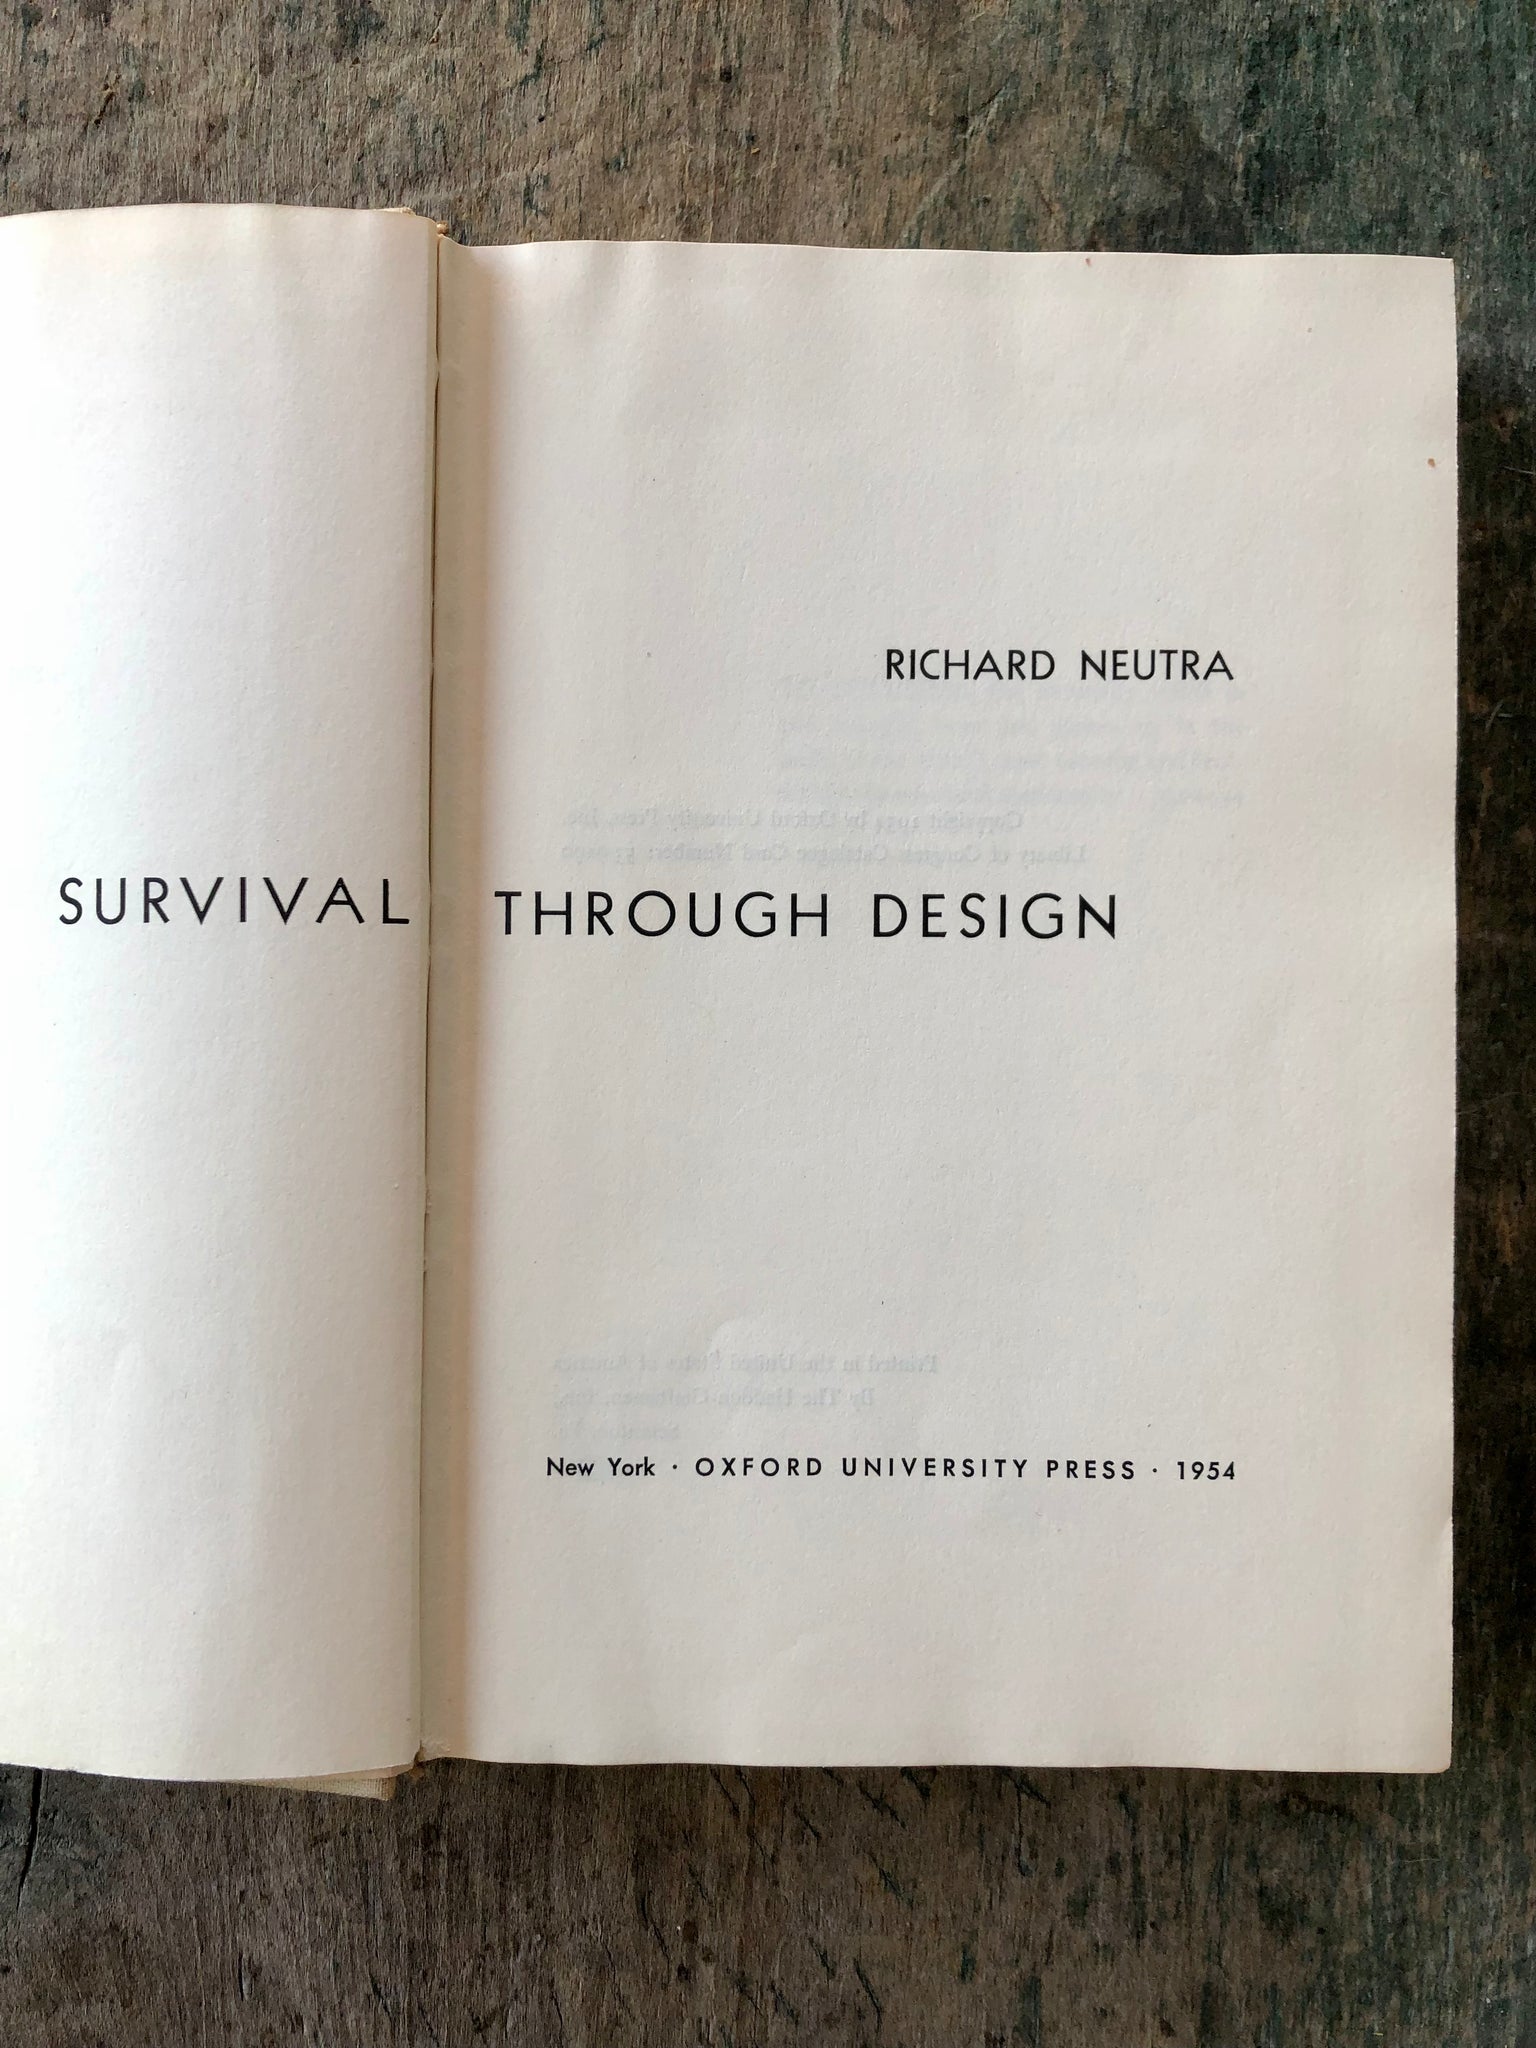 RICHARD NEUTRA
SURVIVAL THROUGH DESIGN
New York · OXFORD UNIVERSITY PRESS · 1954